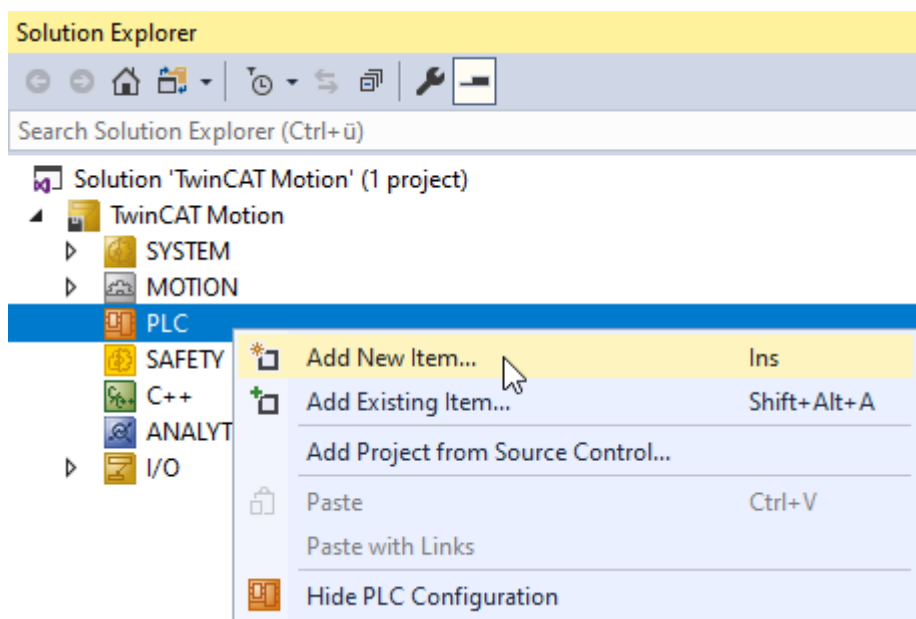 Solution Explorer
Search Solution Explorer (Ctrl+ü)
Solution 'TwinCAT Motion' (1 project)
TwinCAT Motion
SYSTEM
MOTION
PLC
SAFETY
C++
ANALYT
I/O
Add New Item... Ins
Add Existing Item... Shift+Alt+A
Add Project from Source Control...
Paste Ctrl+V
Paste with Links
Hide PLC Configuration